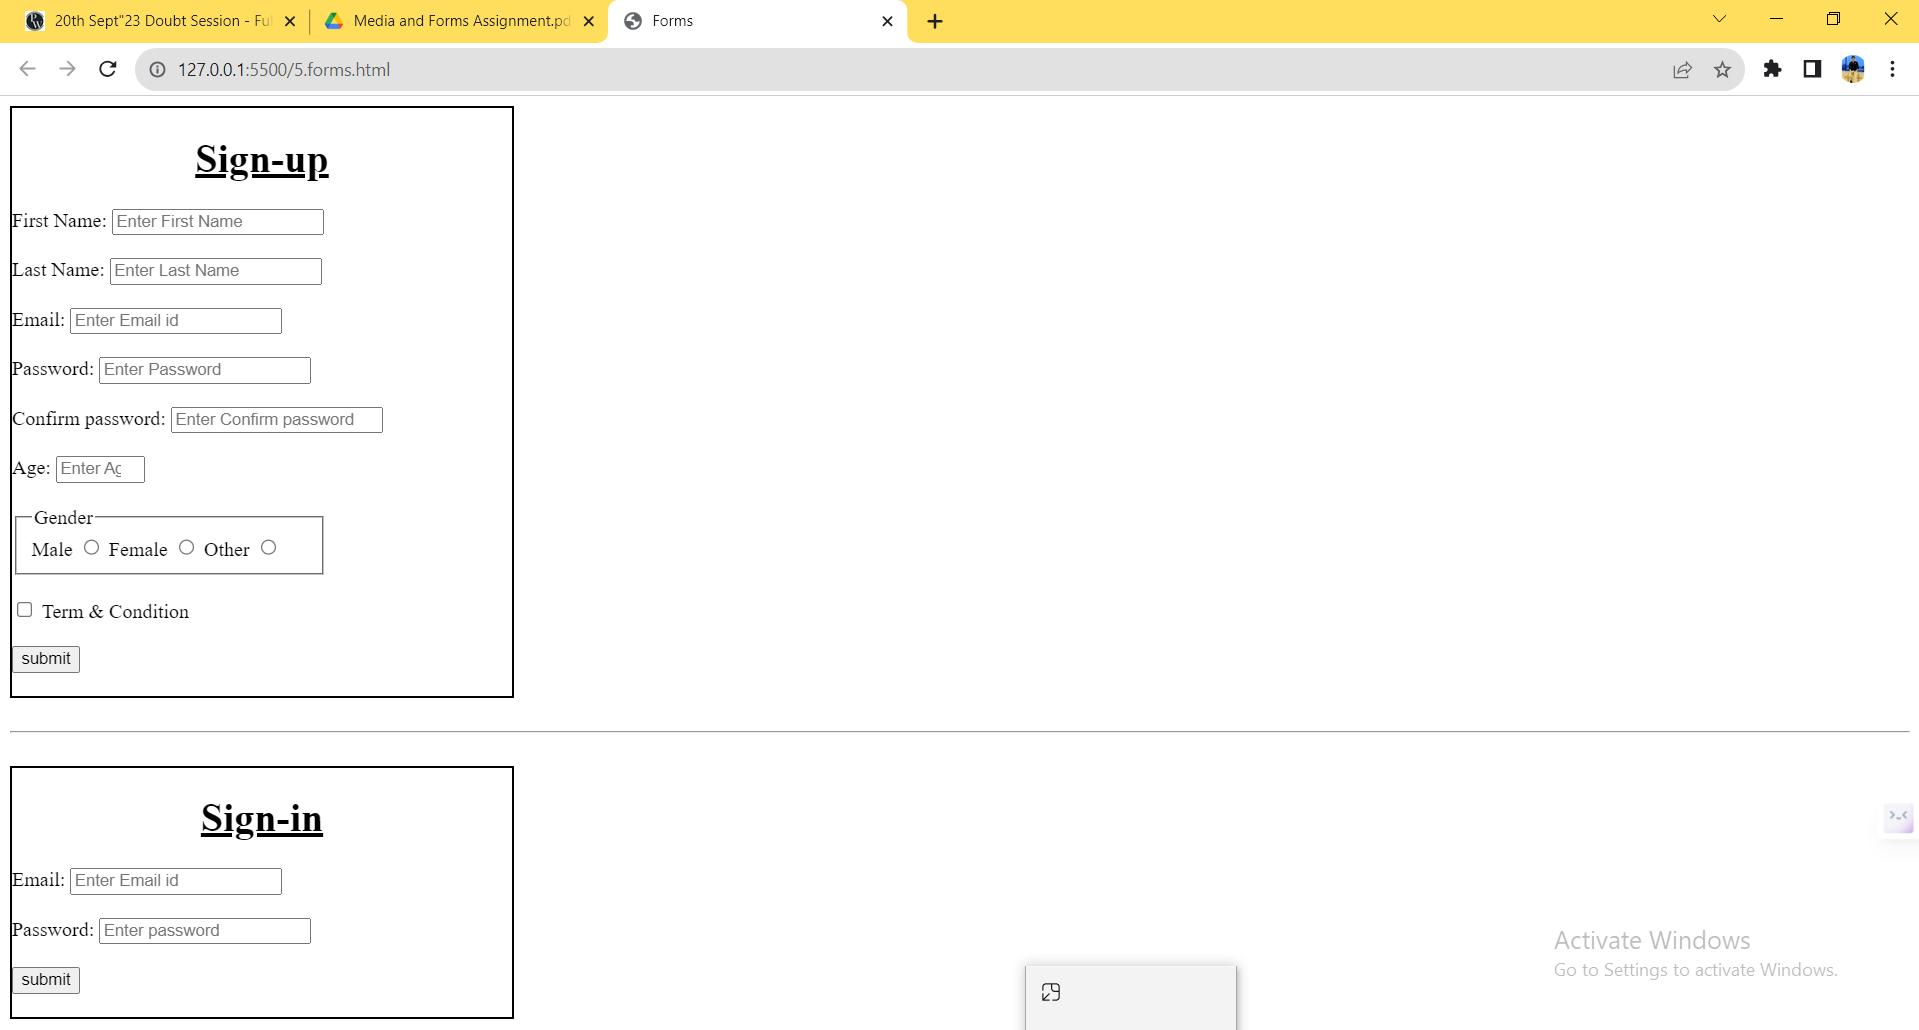 20th Sept"23 Doubt Session - Ful
Media and Forms Assignment.pd
Forms
127.0.0.1:5500/5.forms.html
Sign-up
First Name: Enter First Name
Last Name: Enter Last Name
Email: Enter Email id
Password: Enter Password
Confirm password: Enter Confirm password
Age: Enter Ag
Gender
Male Female Other
Term & Condition
submit
Sign-in
Email: Enter Email id
Password: Enter password
submit
Activate Windows
Go to Settings to activate Windows.